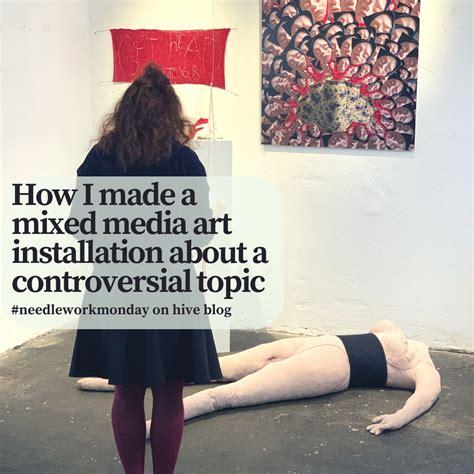 How I made a
mixed media art
installation about a
controversial topic
#needleworkmonday on hive blog